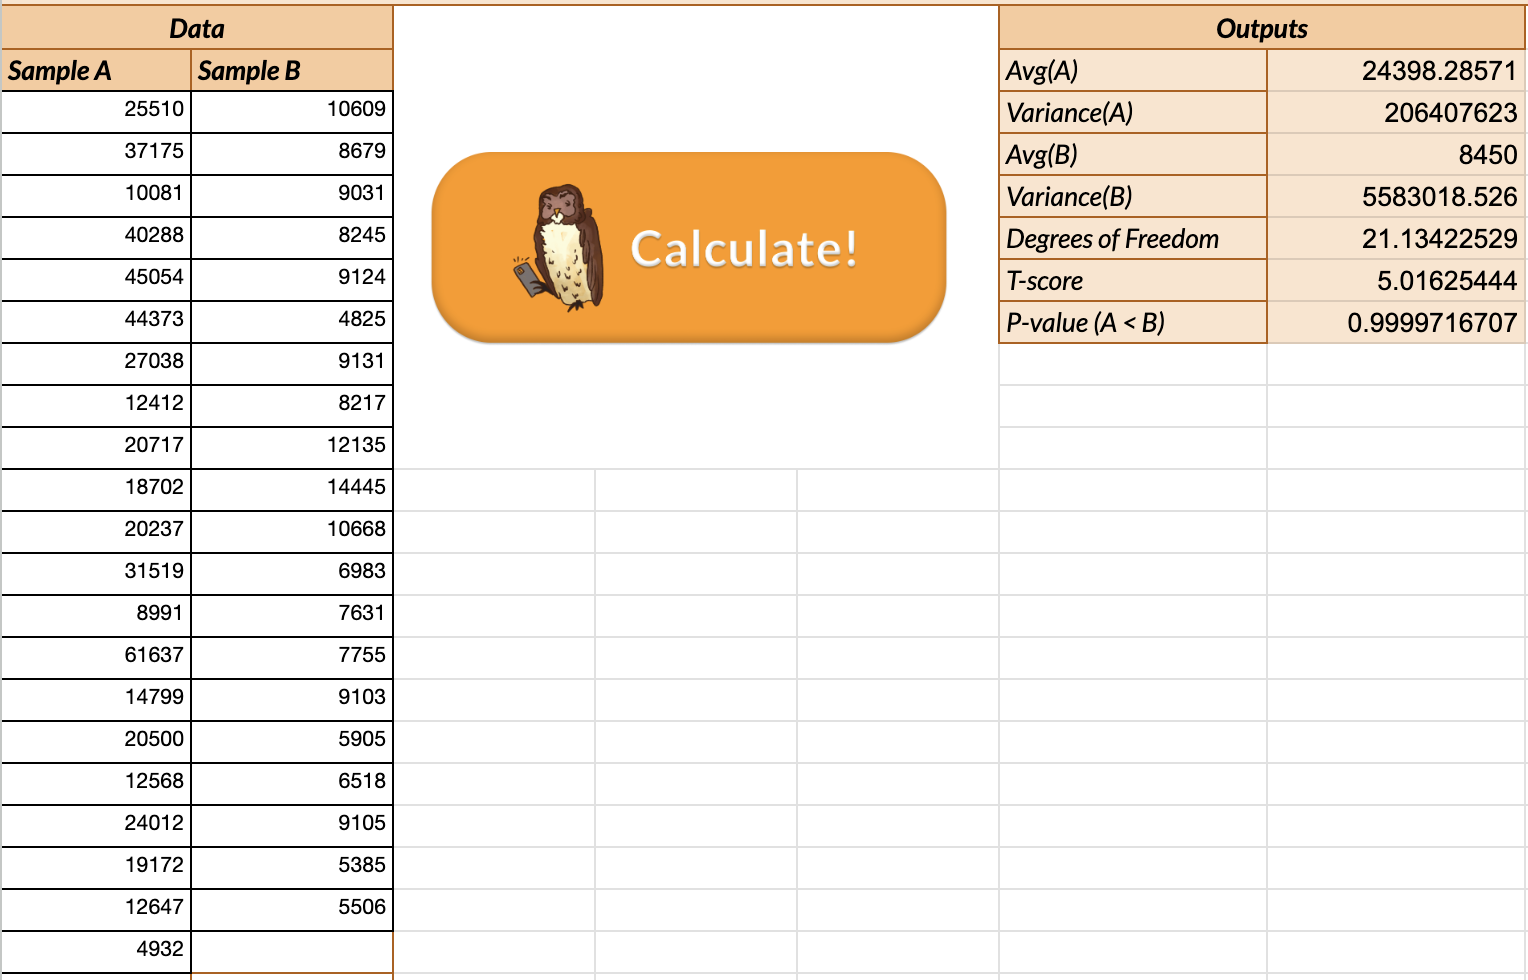 Data Outputs
Sample A Sample B Avg(A) 24398.28571
25510 10609 Variance(A) 206407623
37175 8679 Avg(B) 8450
10081 9031 Variance(B) 5583018.526
40288 8245 Calculate! Degrees of Freedom 21.13422529
45054 9124 T-score 5.01625444
44373 4825 P-value (A < B) 0.9999716707
27038 9131
12412 8217
20717 12135
18702 14445
20237 10668
31519 6983
8991 7631
61637 7755
14799 9103
20500 5905
12568 6518
24012 9105
19172 5385
12647 5506
4932